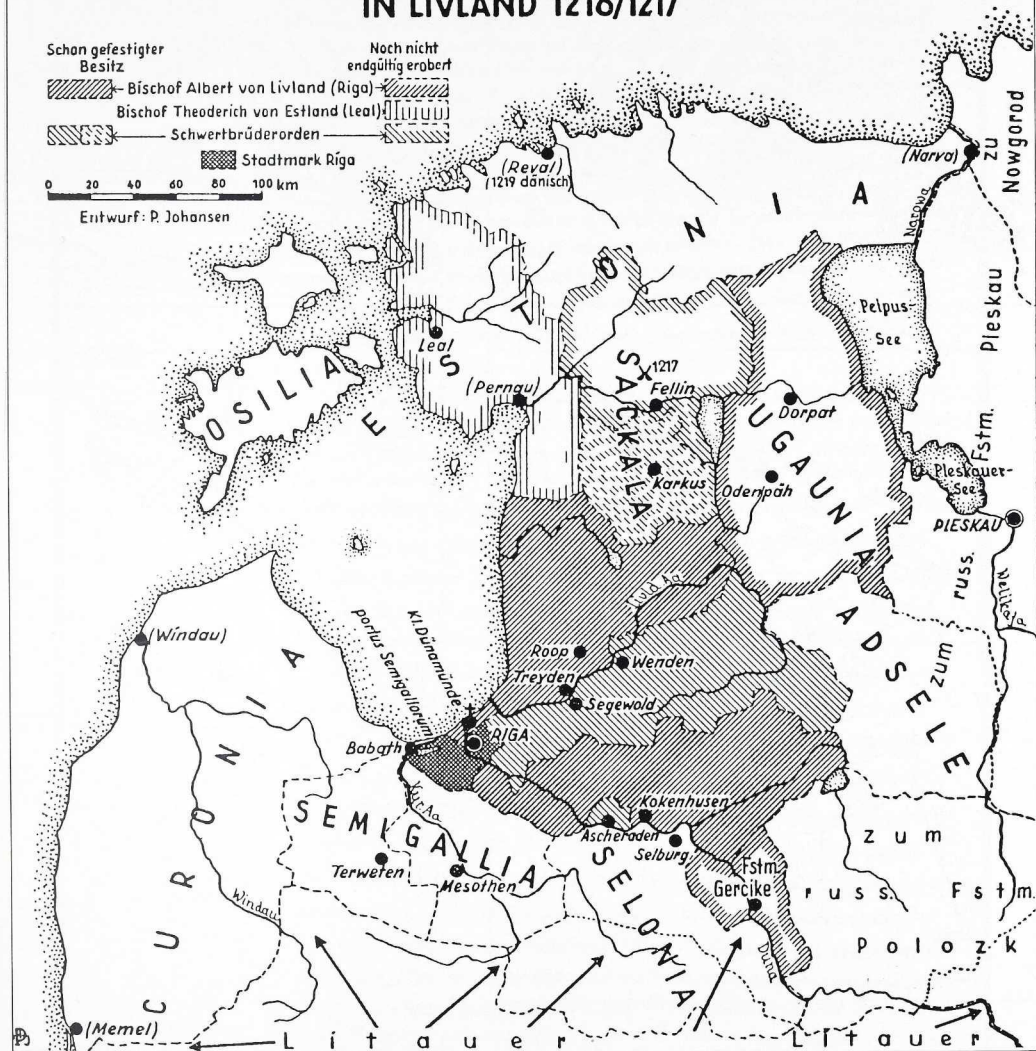 IN LIVLAND 1216/1217
Schon gefestigter
Besitz
Noch nicht
endgültig erobert
Bischof Albert von Livland (Riga)
Bischof Theoderich von Estland (Leal)
Schwertbrüderorden
Stadtmark Riga
0 20 40 60 80 100 km
Entwurf: P. Johansen
(Reval)
(1219 dänisch)
(Narva)
zu
Nowgorod
Narowa
ESTONIA
Peipus-
See
Pleskau
Fstm.
Leal
1217
Fellin
(Pernau)
Dorpat
OSILIA
SACKALA
UGAUNIA
Karkus
Odenpäh
Pleskauer-
See
PLESKAU
russ.
zum
Welikaja
ADSELE
Livl. Aa
(Windau)
Kl. Dünamünde
portus Semigallorum
Roop
Wenden
Treyden
Segewold
RIGA
Babath
CURONIA
Kur. Aa
SEMIGALLIA
Kokenhusen
Ascheraden
Selburg
zum
Terweten
Mesothen
SELONIA
Fstm.
Gercike
russ. Fstm.
Windau
Polozk
Düna
(Memel)
Litauer
Litauer